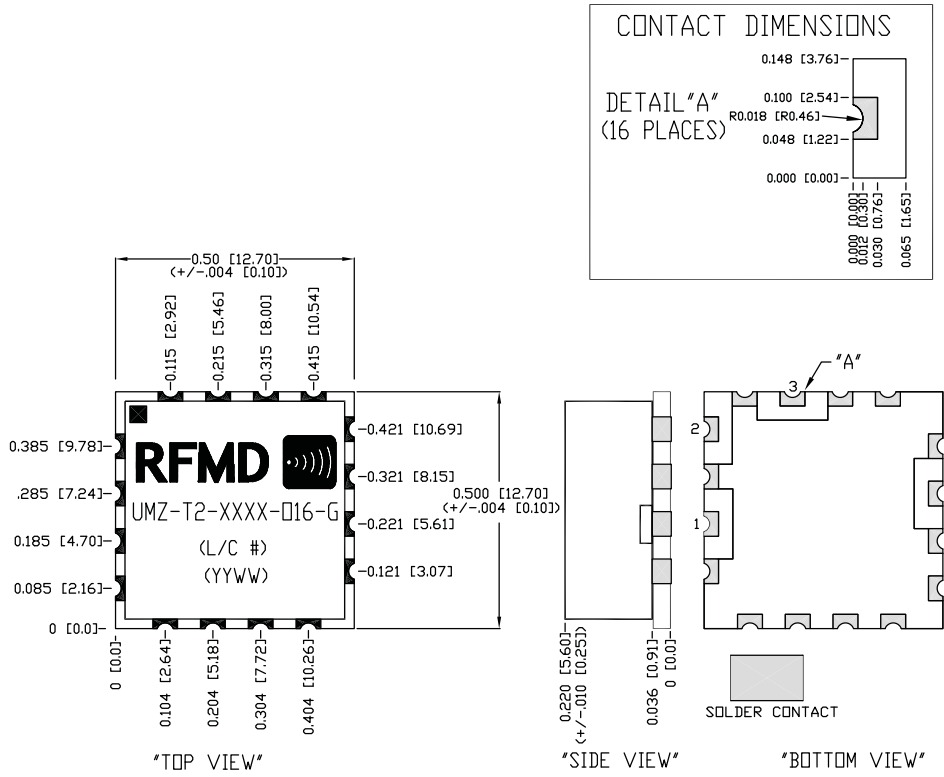 CONTACT DIMENSIONS
DETAIL"A"
(16 PLACES)
0.148 [3.76]
0.100 [2.54]
R0.018 [R0.46]
0.048 [1.22]
0.000 [0.00]
0.000 [0.00]
0.012 [0.30]
0.030 [0.76]
0.065 [1.65]
0.50 [12.70]
(+/-.004 [0.10])
0.115 [2.92]
0.215 [5.46]
0.315 [8.00]
0.415 [10.54]
0.385 [9.78]
.285 [7.24]
0.185 [4.70]
0.085 [2.16]
0 [0.0]
RFMD
UMZ-T2-XXXX-O16-G
(L/C #)
(YYWW)
0.421 [10.69]
0.321 [8.15]
0.221 [5.61]
0.121 [3.07]
0.500 [12.70]
(+/-.004 [0.10])
0 [0.0]
0.104 [2.64]
0.204 [5.18]
0.304 [7.72]
0.404 [10.26]
"TOP VIEW"
0.220 [5.60]
(+/-.010 [0.25])
0.036 [0.91]
0 [0.0]
"SIDE VIEW"
"A"
3
2
1
SOLDER CONTACT
"BOTTOM VIEW"